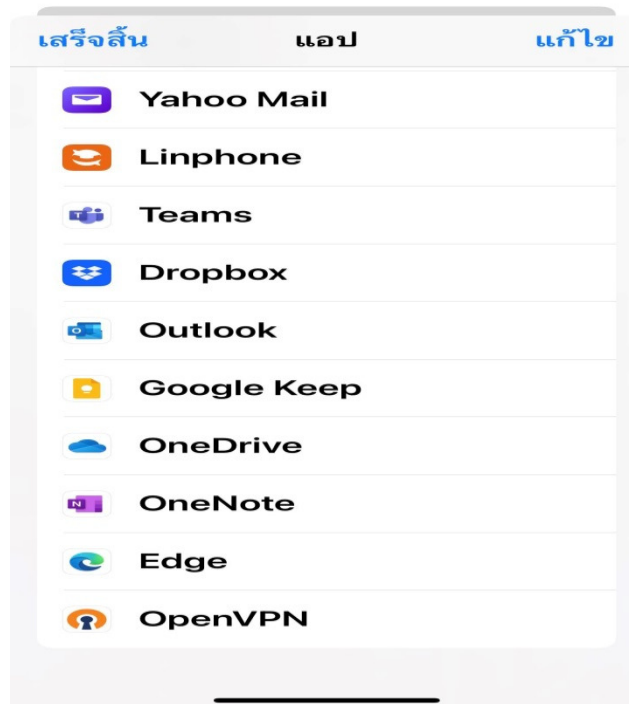 เสร็จสิ้น แอป แก้ไข
Yahoo Mail
Linphone
Teams
Dropbox
Outlook
Google Keep
OneDrive
OneNote
Edge
OpenVPN